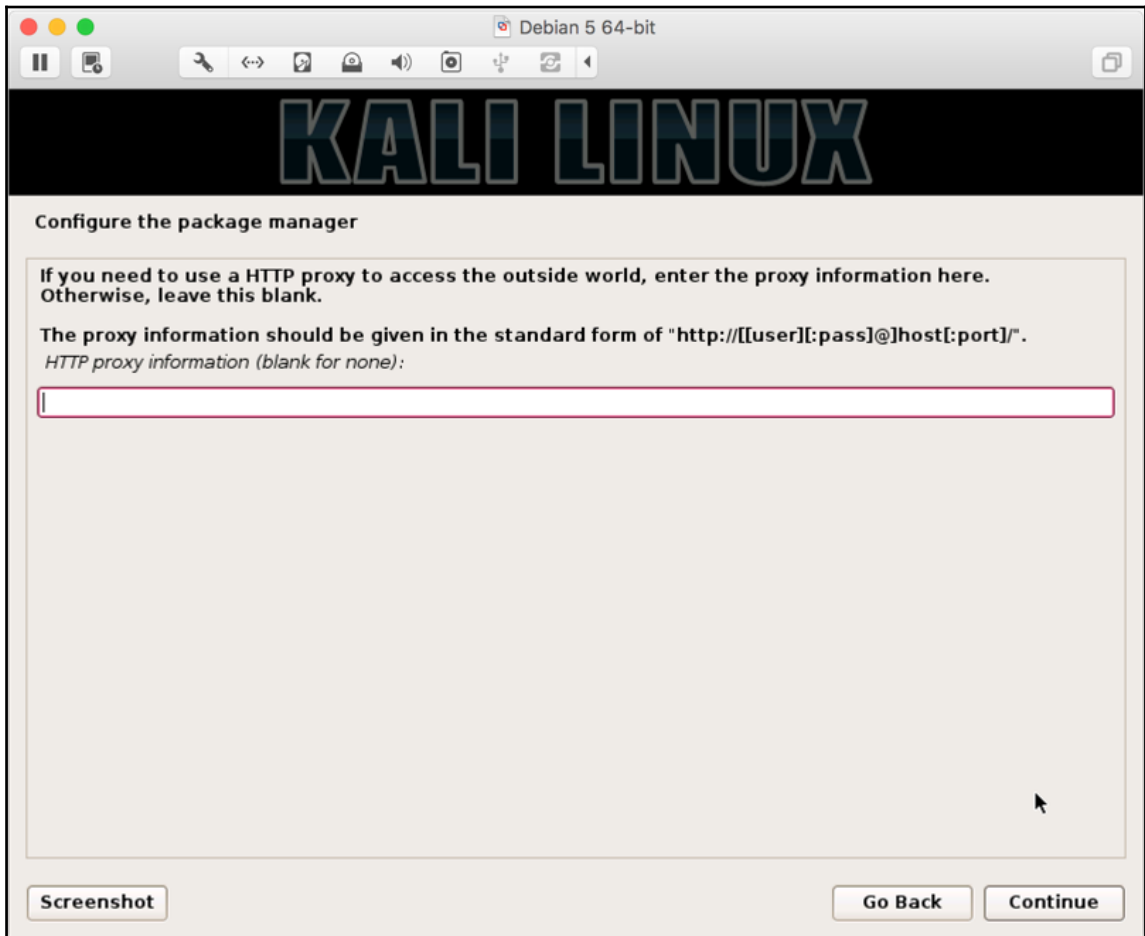 Debian 5 64-bit
KALI LINUX
Configure the package manager
If you need to use a HTTP proxy to access the outside world, enter the proxy information here.
Otherwise, leave this blank.
The proxy information should be given in the standard form of "http://[[user][:pass]@]host[:port]/".
HTTP proxy information (blank for none):
Screenshot
Go Back
Continue